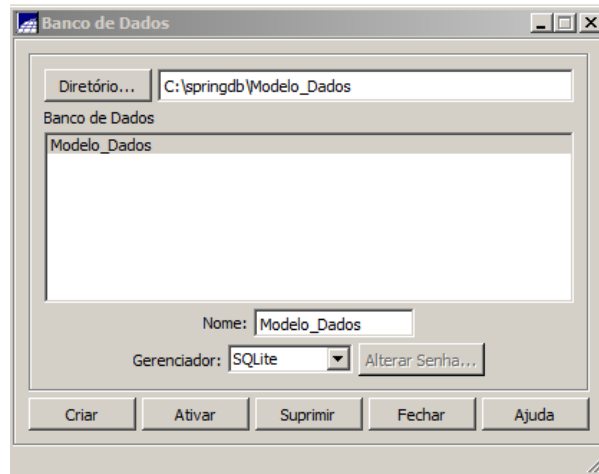 Banco de Dados
Diretório... C:\springdb\Modelo_Dados
Banco de Dados
Modelo_Dados
Nome: Modelo_Dados
Gerenciador: SQLite Alterar Senha...
Criar Ativar Suprimir Fechar Ajuda